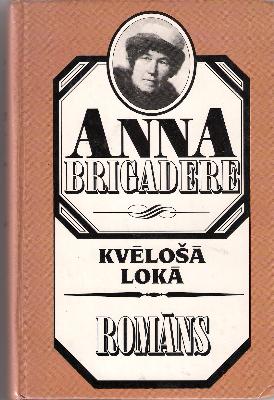 ANNA
BRIGADERE
KVĒLOŠĀ
LOKĀ
ROMĀNS